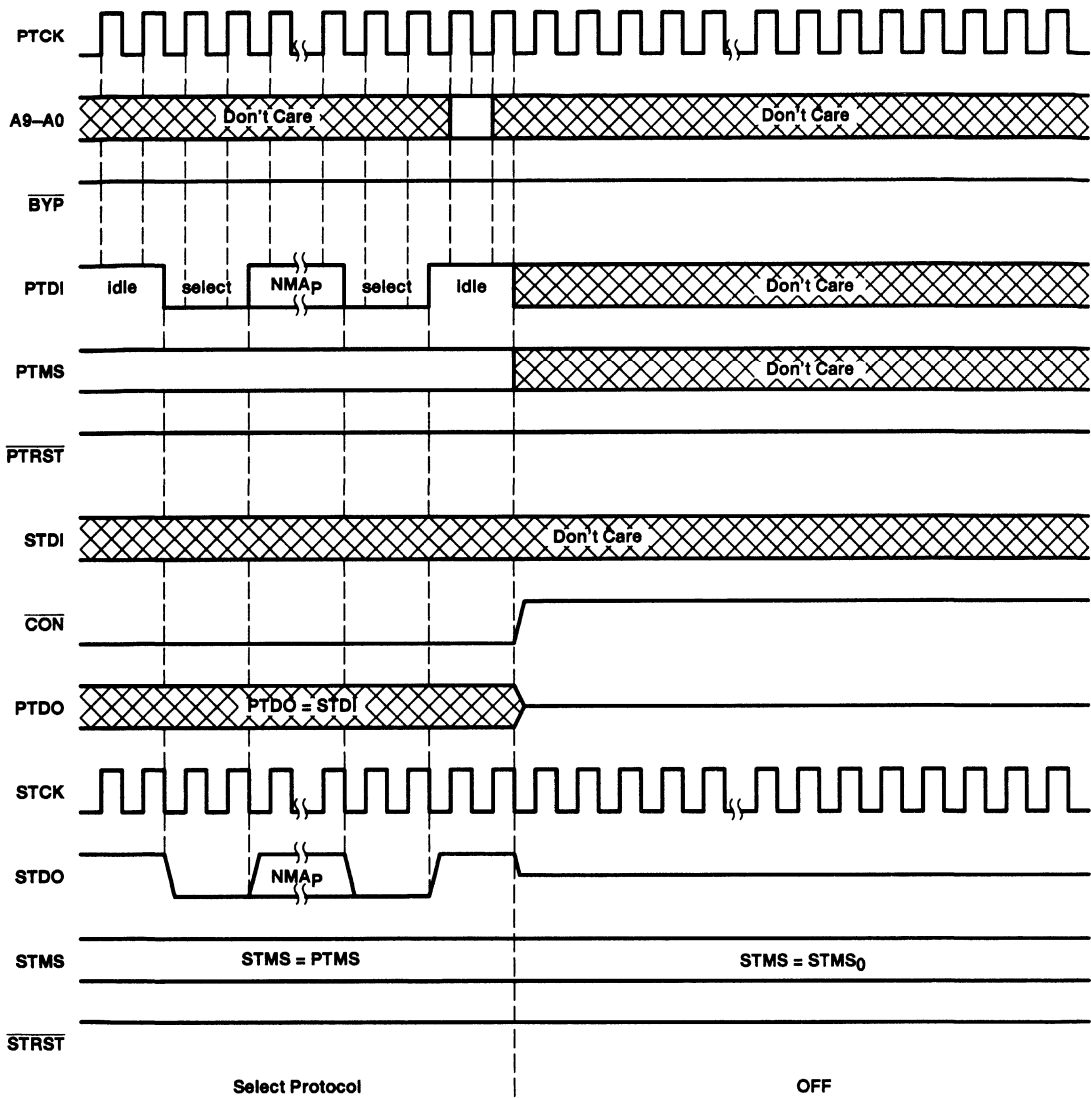 PTCK
A9–A0 Don't Care Don't Care
BYP
PTDI idle select NMAP select idle Don't Care
PTMS Don't Care
PTRST
STDI Don't Care
CON
PTDO PTDO = STDI
STCK
STDO NMAP
STMS STMS = PTMS STMS = STMS0
STRST
Select Protocol OFF